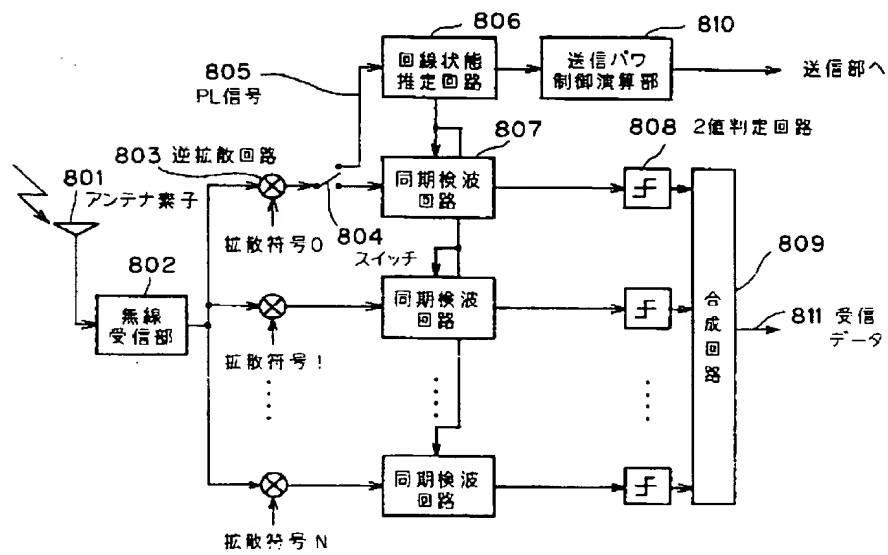 806
回線状態
推定回路
810
送信パワ
制御演算部
送信部へ
805
PL信号
807
808 2値判定回路
803 逆拡散回路
801
アンテナ素子
同期検波
回路
拡散符号0
804
スイッチ
802
無線
受信部
同期検波
回路
拡散符号1
809
合成回路
811 受信
データ
同期検波
回路
拡散符号N